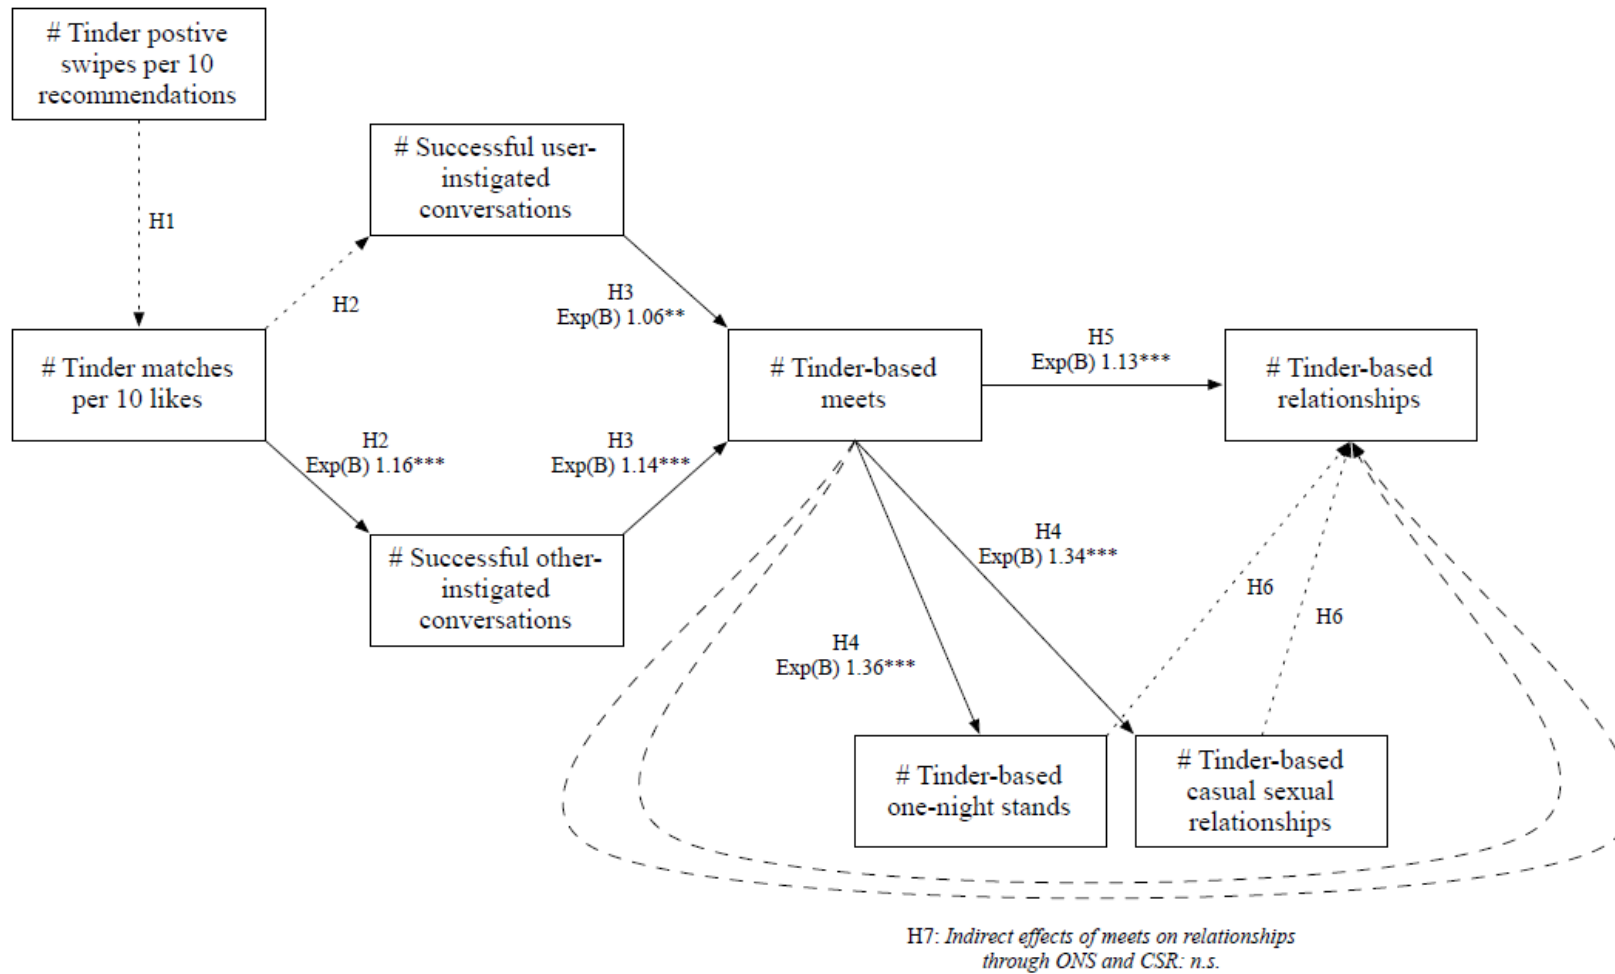 # Tinder postive
swipes per 10
recommendations
# Successful user-
instigated
conversations
H1
H2
H3
Exp(B) 1.06**
# Tinder matches
per 10 likes
# Tinder-based
meets
H5
Exp(B) 1.13***
# Tinder-based
relationships
H2
Exp(B) 1.16***
H3
Exp(B) 1.14***
# Successful other-
instigated
conversations
H4
Exp(B) 1.34***
H6
H6
H4
Exp(B) 1.36***
# Tinder-based
one-night stands
# Tinder-based
casual sexual
relationships
H7: Indirect effects of meets on relationships
through ONS and CSR: n.s.